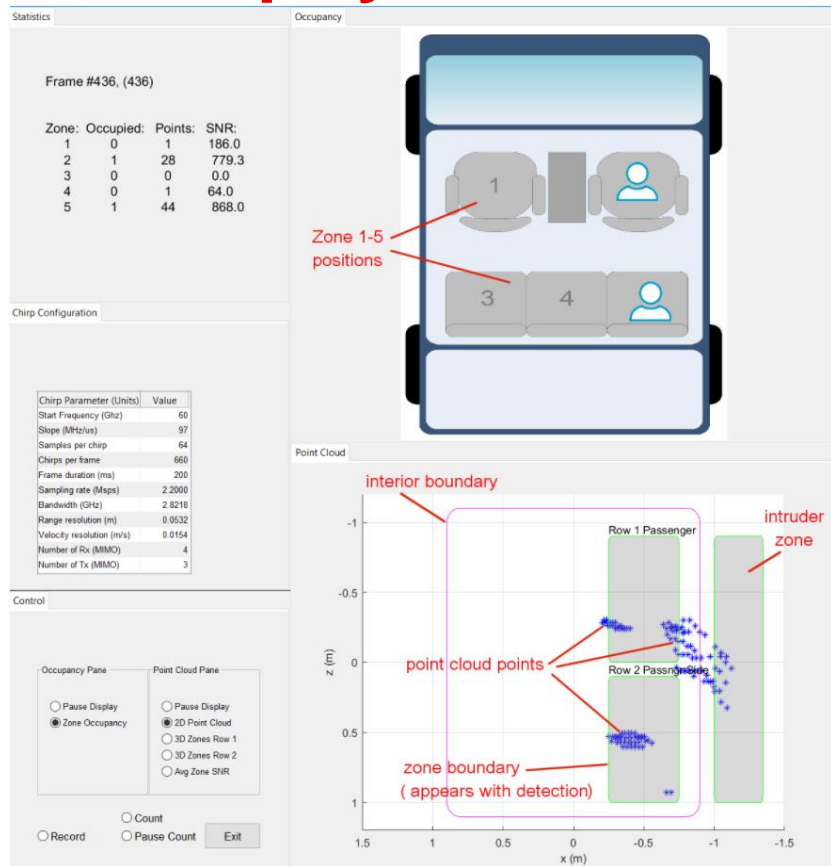 Statistics
Frame #436, (436)
Zone: Occupied: Points: SNR:
1 0 1 186.0
2 1 28 779.3
3 0 0 0.0
4 0 1 64.0
5 1 44 868.0
Occupancy
1
3 4
Zone 1-5
positions
Chirp Configuration
Chirp Parameter (Units) Value
Start Frequency (Ghz) 60
Slope (MHz/us) 97
Samples per chirp 64
Chirps per frame 660
Frame duration (ms) 200
Sampling rate (Msps) 2.2000
Bandwidth (GHz) 2.8218
Range resolution (m) 0.0532
Velocity resolution (m/s) 0.0154
Number of Rx (MIMO) 4
Number of Tx (MIMO) 3
Control
Occupancy Pane
Pause Display
Zone Occupancy
Point Cloud Pane
Pause Display
2D Point Cloud
3D Zones Row 1
3D Zones Row 2
Avg Zone SNR
Count
Record
Pause Count
Exit
Point Cloud
interior boundary
intruder
zone
Row 1 Passenger
point cloud points
zone boundary
( appears with detection)
-1
-0.5
0
0.5
1
z (m)
1.5 1 0.5 0 -0.5 -1 -1.5
x (m)